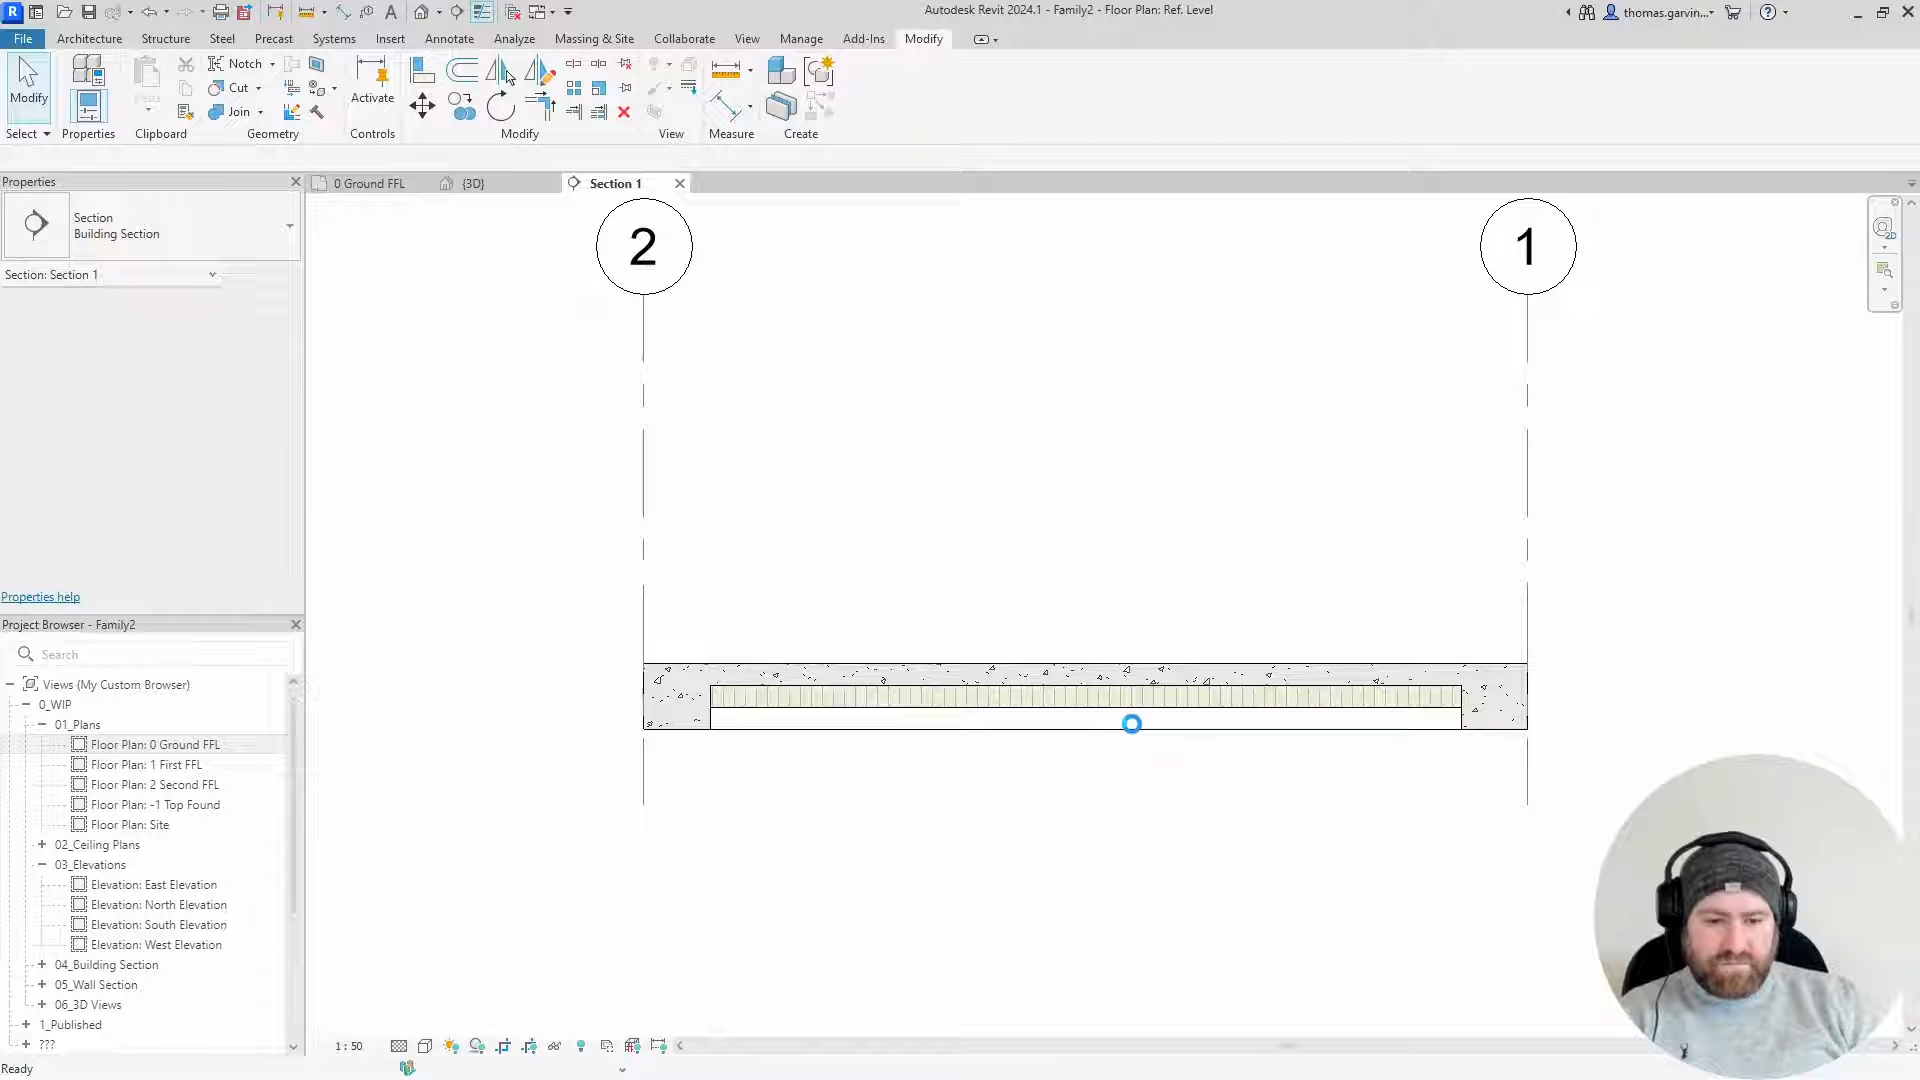 Autodesk Revit 2024.1 - Family2 - Floor Plan: Ref. Level
thomas.garvin...
File Architecture Structure Steel Precast Systems Insert Annotate Analyze Massing & Site Collaborate View Manage Add-Ins Modify
Modify
Properties
Paste
Notch
Cut
Join
Activate
Select Properties Clipboard Geometry Controls Modify View Measure Create
Properties
0 Ground FFL
{3D}
Section 1
Section
Building Section
Section: Section 1
2
1
2D
Properties help
Project Browser - Family2
Search
Views (My Custom Browser)
0_WIP
01_Plans
Floor Plan: 0 Ground FFL
Floor Plan: 1 First FFL
Floor Plan: 2 Second FFL
Floor Plan: -1 Top Found
Floor Plan: Site
02_Ceiling Plans
03_Elevations
Elevation: East Elevation
Elevation: North Elevation
Elevation: South Elevation
Elevation: West Elevation
04_Building Section
05_Wall Section
06_3D Views
1_Published
???
1 : 50
Ready